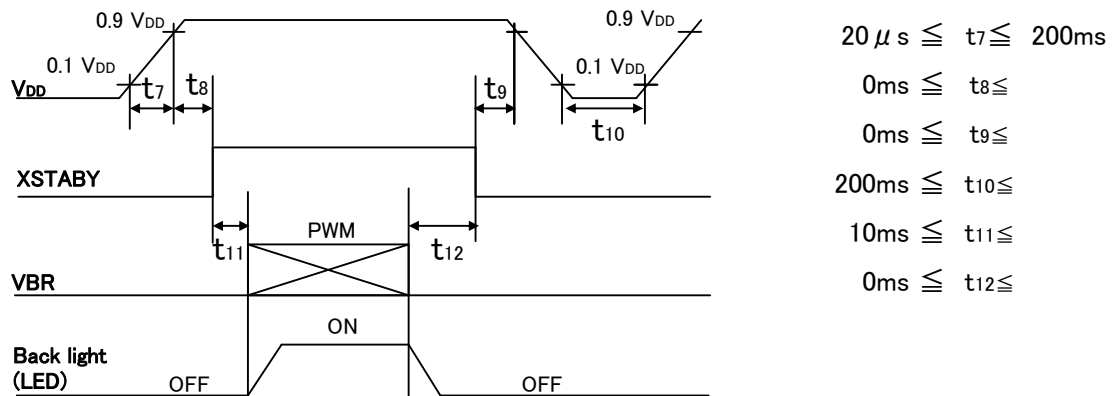 0.9 VDD
0.9 VDD
0.1 VDD
0.1 VDD
VDD
t7
t8
t9
t10
XSTABY
t11
PWM
t12
VBR
ON
Back light
(LED)
OFF
OFF
20 μ s ≦ t7≦ 200ms
0ms ≦ t8≦
0ms ≦ t9≦
200ms ≦ t10≦
10ms ≦ t11≦
0ms ≦ t12≦